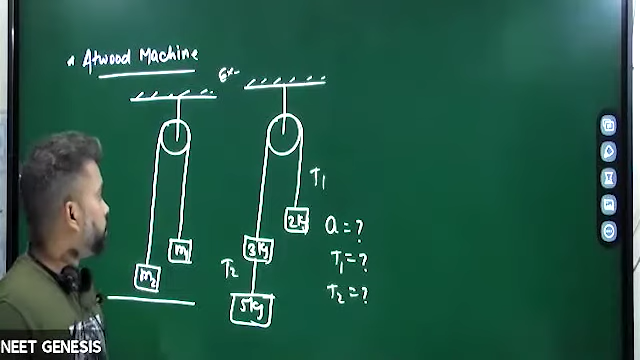 * Atwood Machine
Ex-
T1
2kg
a = ?
m1
3kg
T1 = ?
T2
m2
T2 = ?
5kg
NEET GENESIS